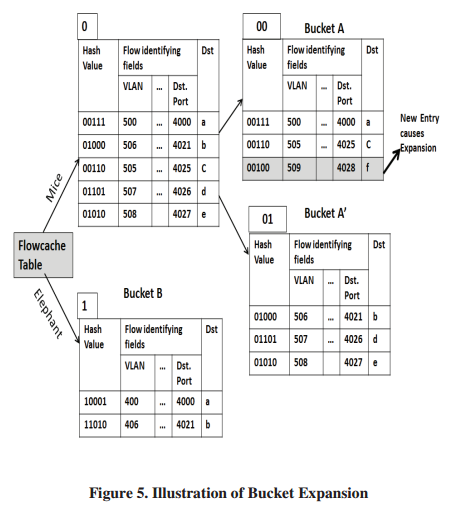 0
Hash Value Flow identifying fields Dst
VLAN ... Dst. Port
00111 500 ... 4000 a
01000 506 ... 4021 b
00110 505 ... 4025 C
01101 507 ... 4026 d
01010 508 ... 4027 e
00 Bucket A
Hash Value Flow identifying fields Dst
VLAN ... Dst. Port
00111 500 ... 4000 a
00110 505 ... 4025 C
00100 509 ... 4028 f
New Entry
causes
Expansion
Mice
Flowcache
Table
Elephant
01 Bucket A’
Hash Value Flow identifying fields Dst
VLAN ... Dst. Port
01000 506 ... 4021 b
01101 507 ... 4026 d
01010 508 ... 4027 e
1 Bucket B
Hash Value Flow identifying fields Dst
VLAN ... Dst. Port
10001 400 ... 4000 a
11010 406 ... 4021 b
Figure 5. Illustration of Bucket Expansion